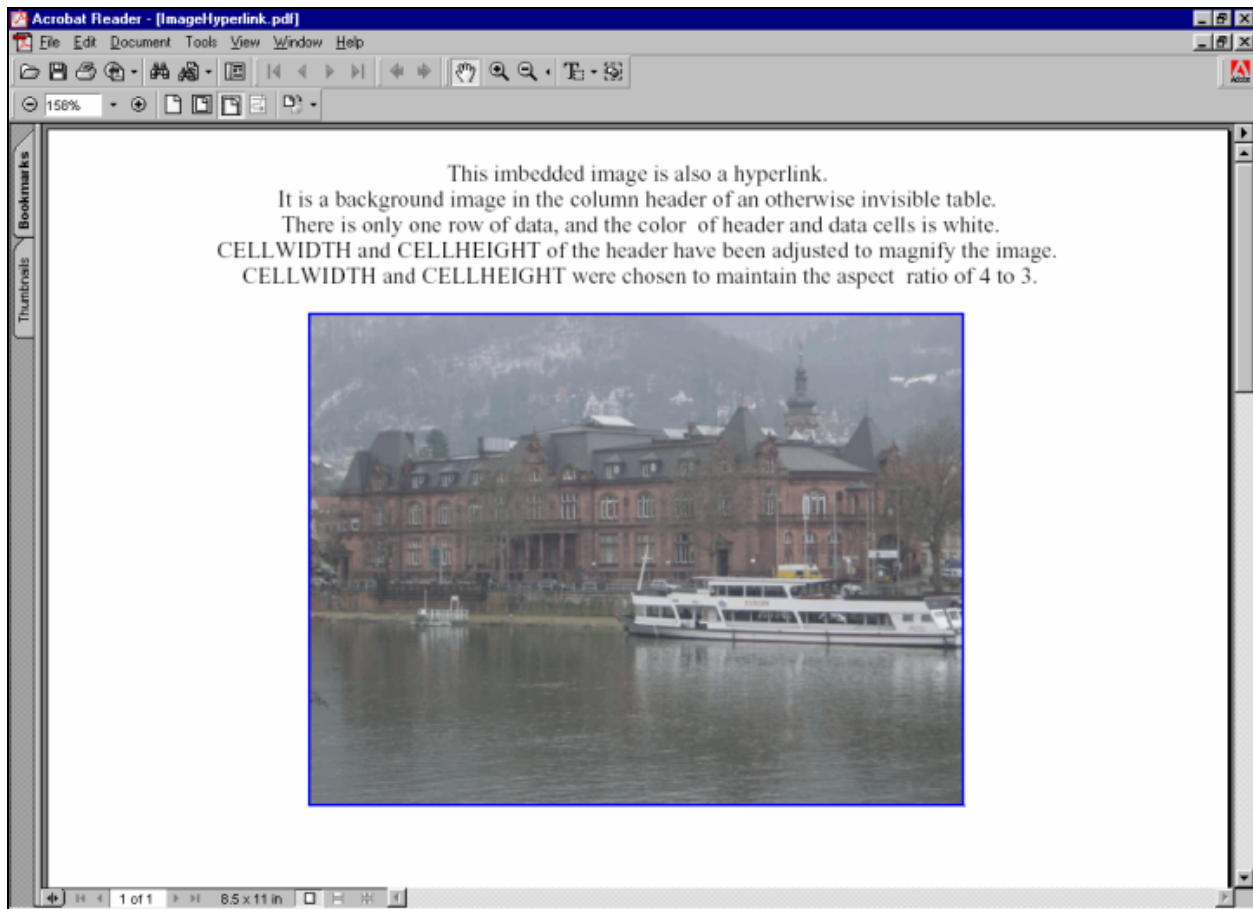 Acrobat Reader - [ImageHyperlink.pdf]
File Edit Document Tools View Window Help
Adobe
158%
Bookmarks
Thumbnails
This imbedded image is also a hyperlink.
It is a background image in the column header of an otherwise invisible table.
There is only one row of data, and the color of header and data cells is white.
CELLWIDTH and CELLHEIGHT of the header have been adjusted to magnify the image.
CELLWIDTH and CELLHEIGHT were chosen to maintain the aspect ratio of 4 to 3.
1 of 1 8.5 x 11 in